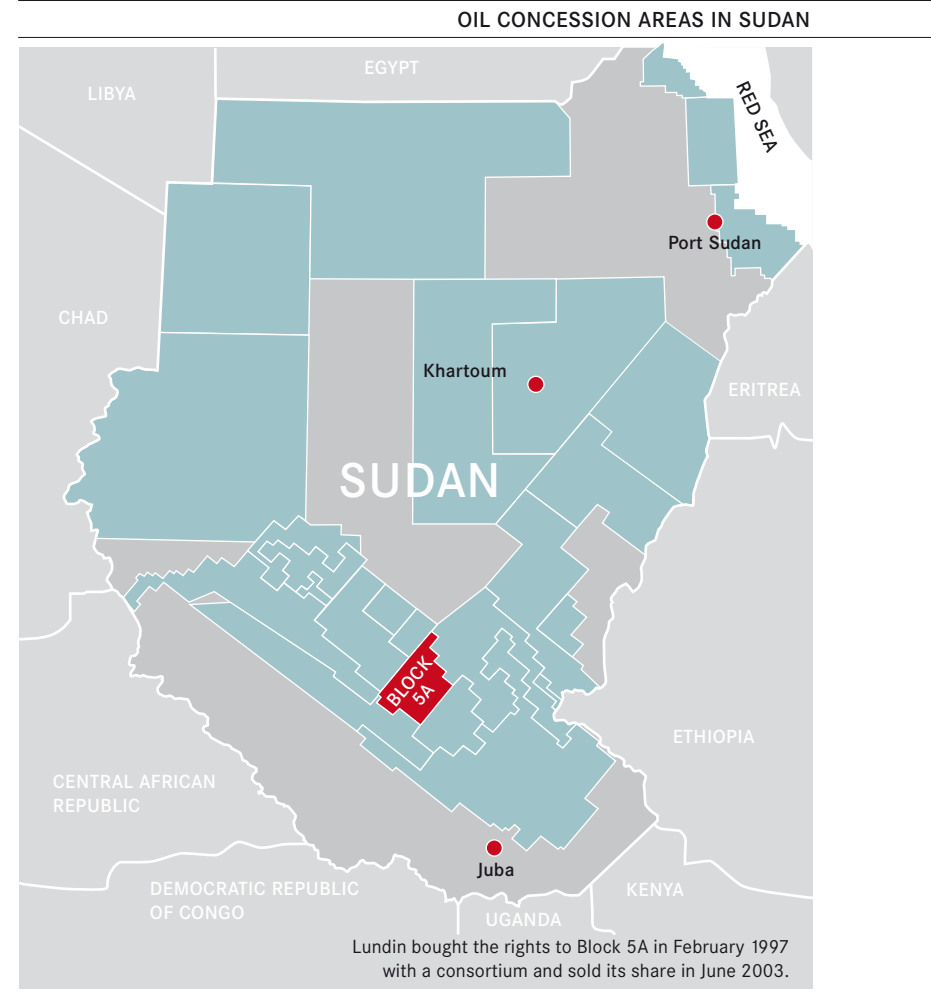 OIL CONCESSION AREAS IN SUDAN
EGYPT
LIBYA
RED SEA
Port Sudan
CHAD
Khartoum
ERITREA
SUDAN
BLOCK
5A
ETHIOPIA
CENTRAL AFRICAN
REPUBLIC
Juba
DEMOCRATIC REPUBLIC
OF CONGO
KENYA
UGANDA
Lundin bought the rights to Block 5A in February 1997
with a consortium and sold its share in June 2003.